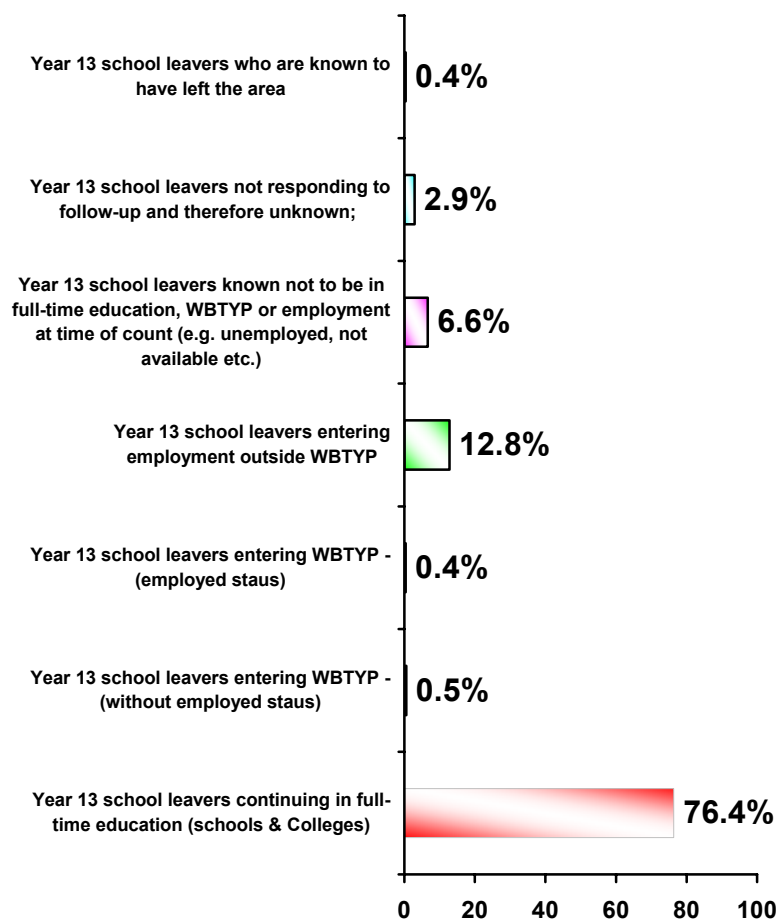 Year 13 school leavers who are known to
have left the area
0.4%
Year 13 school leavers not responding to
follow-up and therefore unknown;
2.9%
Year 13 school leavers known not to be in
full-time education, WBTYP or employment
at time of count (e.g. unemployed, not
available etc.)
6.6%
Year 13 school leavers entering
employment outside WBTYP
12.8%
Year 13 school leavers entering WBTYP -
(employed staus)
0.4%
Year 13 school leavers entering WBTYP -
(without employed staus)
0.5%
Year 13 school leavers continuing in full-
time education (schools & Colleges)
76.4%
0 20 40 60 80 100